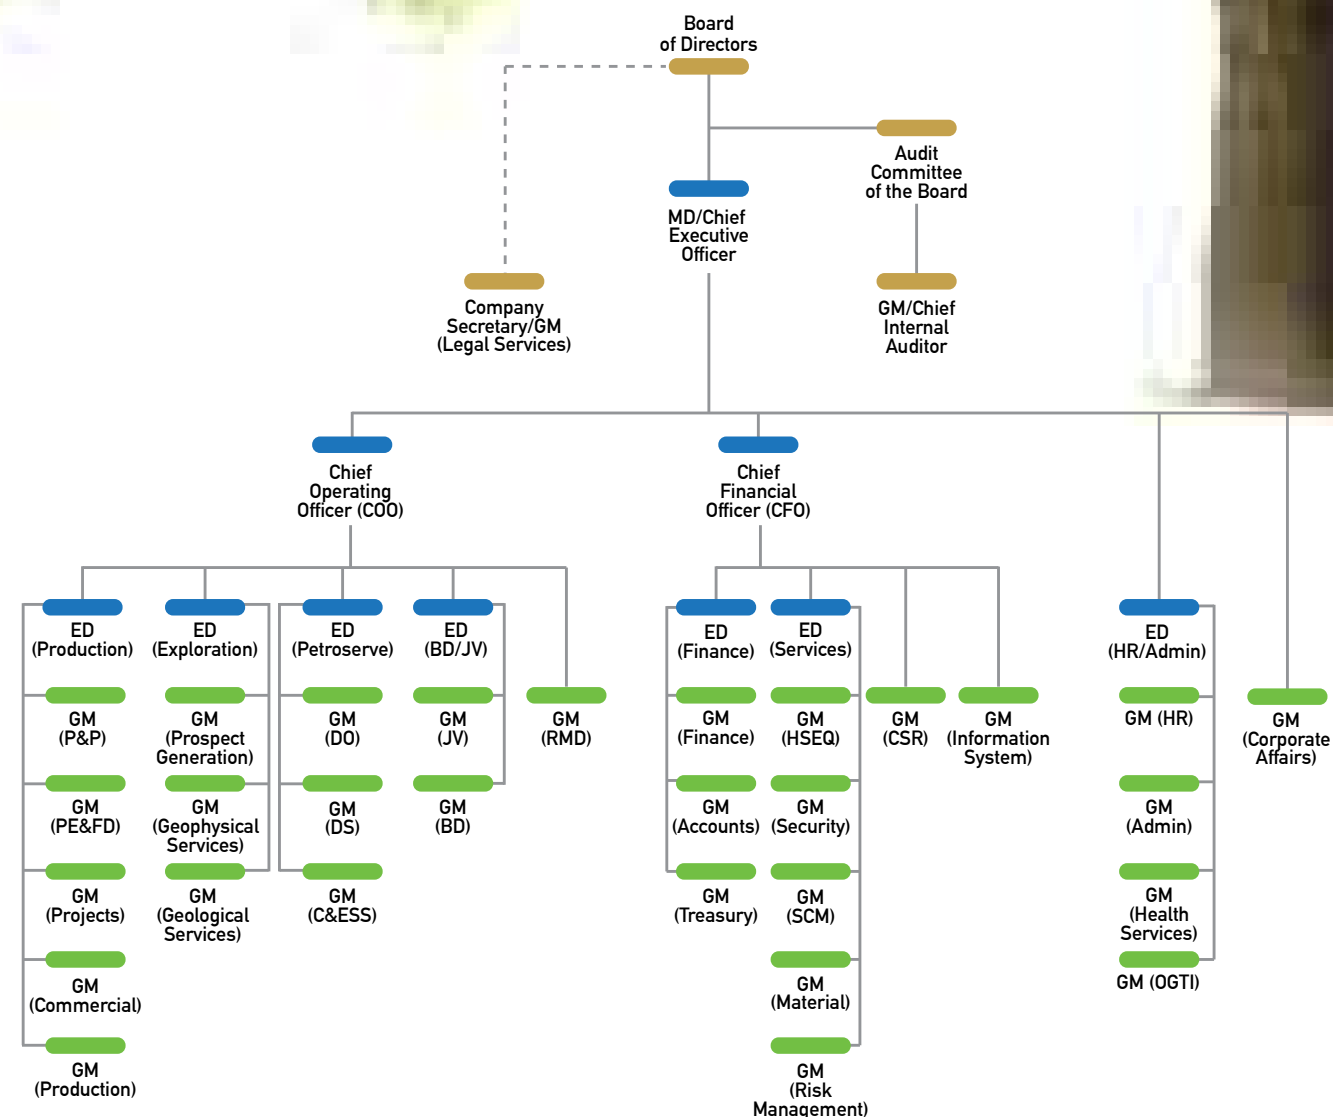 Board
of Directors
Audit
Committee
of the Board
MD/Chief
Executive
Officer
Company
Secretary/GM
(Legal Services)
GM/Chief
Internal
Auditor
Chief
Operating
Officer (COO)
Chief
Financial
Officer (CFO)
ED
(Production)
ED
(Exploration)
ED
(Petroserve)
ED
(BD/JV)
ED
(Finance)
ED
(Services)
ED
(HR/Admin)
GM
(P&P)
GM
(Prospect
Generation)
GM
(DO)
GM
(JV)
GM
(RMD)
GM
(Finance)
GM
(HSEQ)
GM
(CSR)
GM
(Information
System)
GM (HR)
GM
(Corporate
Affairs)
GM
(PE&FD)
GM
(Geophysical
Services)
GM
(DS)
GM
(BD)
GM
(Accounts)
GM
(Security)
GM
(Admin)
GM
(Projects)
GM
(Geological
Services)
GM
(C&ESS)
GM
(Treasury)
GM
(SCM)
GM
(Health
Services)
GM
(Commercial)
GM
(Material)
GM (OGTI)
GM
(Production)
GM
(Risk
Management)